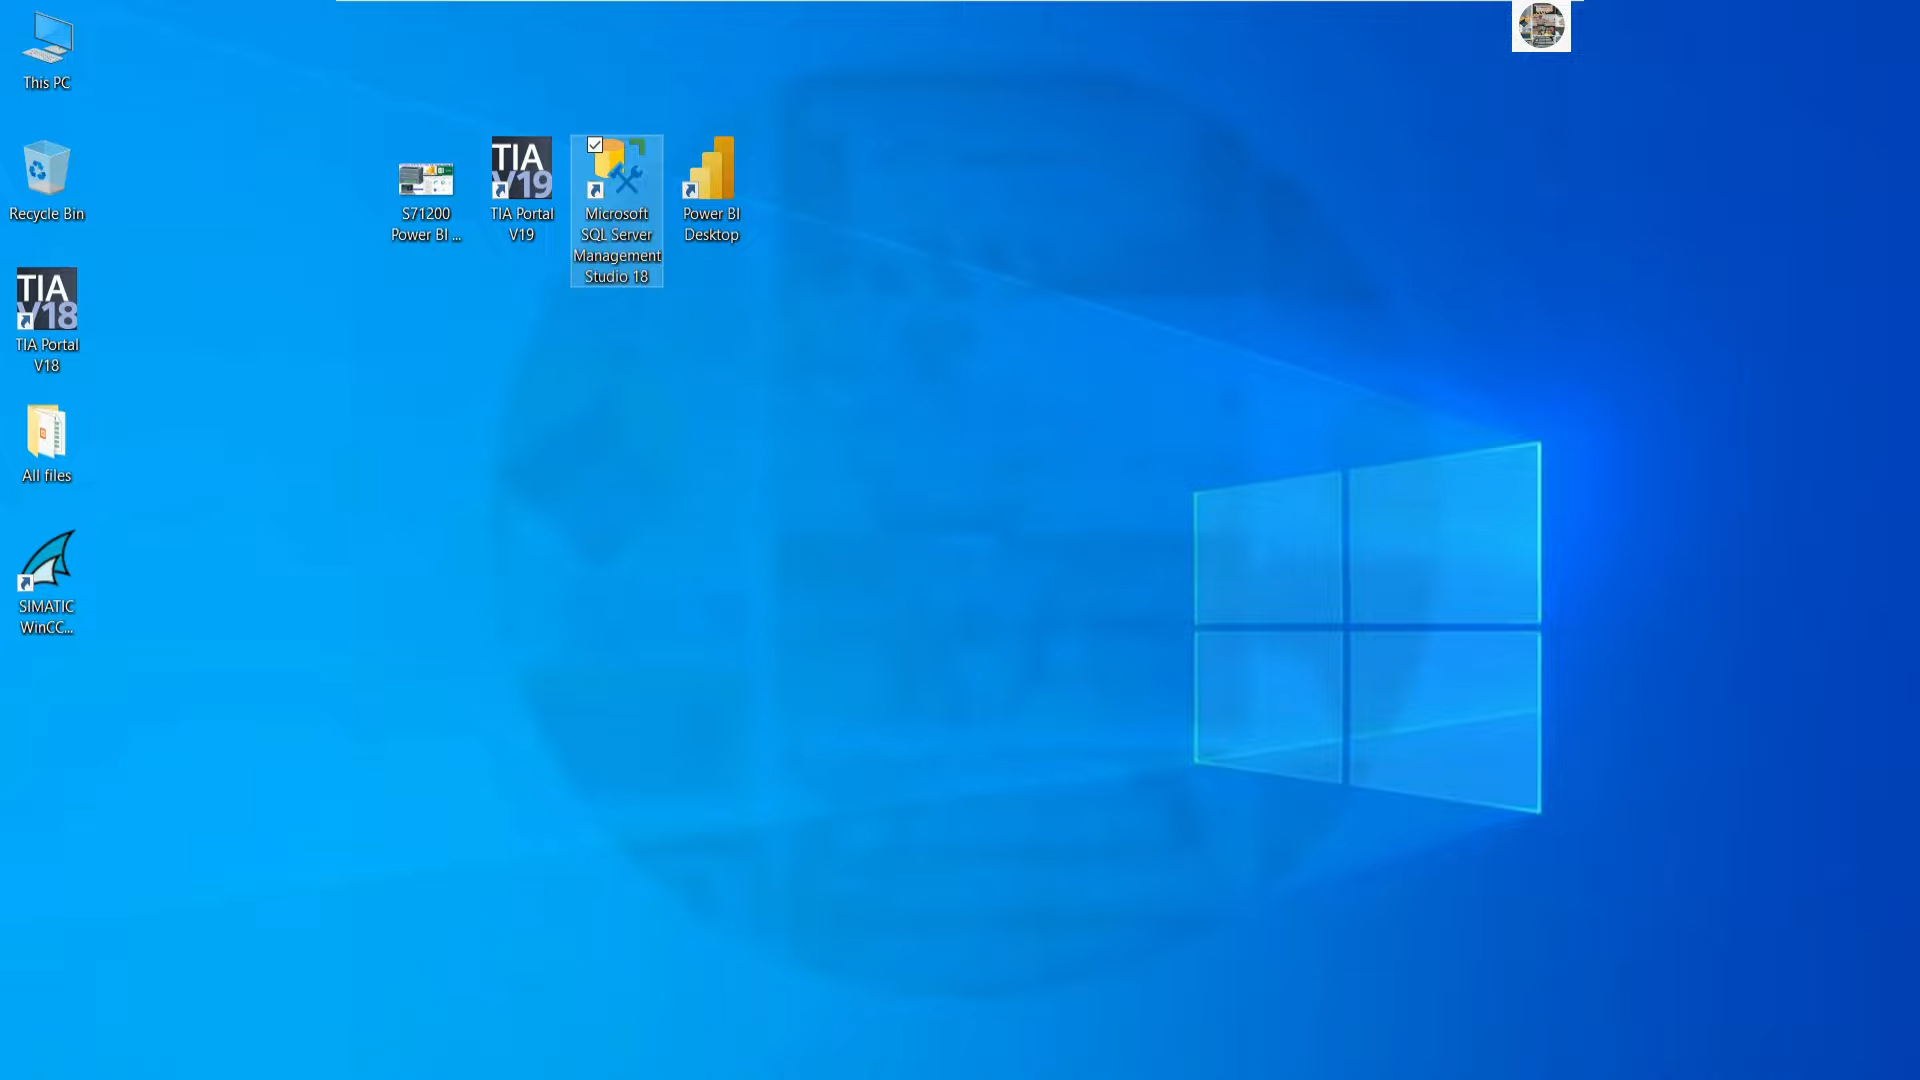 This PC
Recycle Bin
TIA
V18
TIA Portal
V18
All files
SIMATIC
WinCC...
S71200
Power BI ...
TIA
V19
TIA Portal
V19
Microsoft
SQL Server
Management
Studio 18
Power BI
Desktop